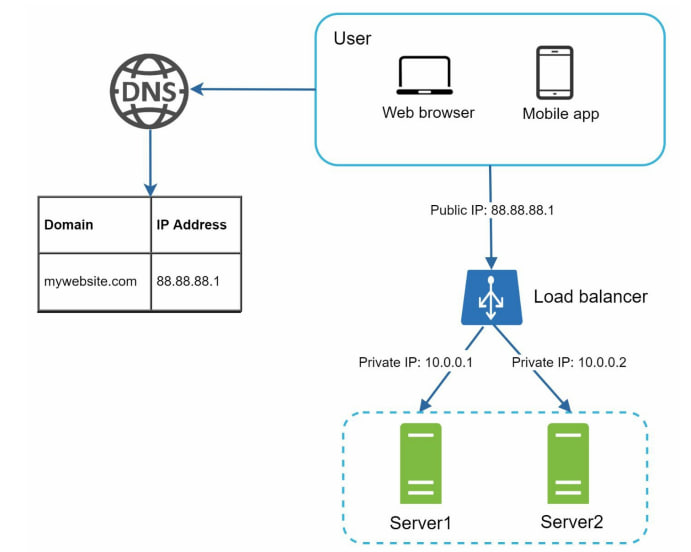 User
DNS
Web browser
Mobile app
Domain IP Address
mywebsite.com 88.88.88.1
Public IP: 88.88.88.1
Load balancer
Private IP: 10.0.0.1 Private IP: 10.0.0.2
Server1 Server2